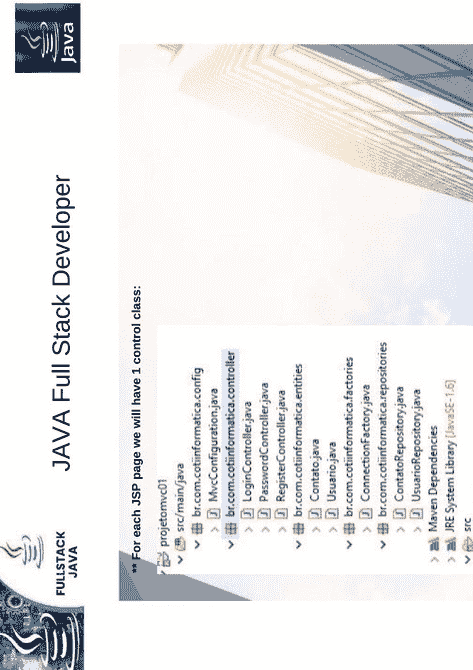 FULLSTACK
JAVA
JAVA Full Stack Developer
Java
** For each JSP page we will have 1 control class:
projetomvc01
src/main/java
br.com.cotiinformatica.config
MvcConfiguration.java
br.com.cotiinformatica.controller
LoginController.java
PasswordController.java
RegisterController.java
br.com.cotiinformatica.entities
Contato.java
Usuario.java
br.com.cotiinformatica.factories
ConnectionFactory.java
br.com.cotiinformatica.repositories
ContatoRepository.java
UsuarioRepository.java
Maven Dependencies
JRE System Library [JavaSE-1.6]
src